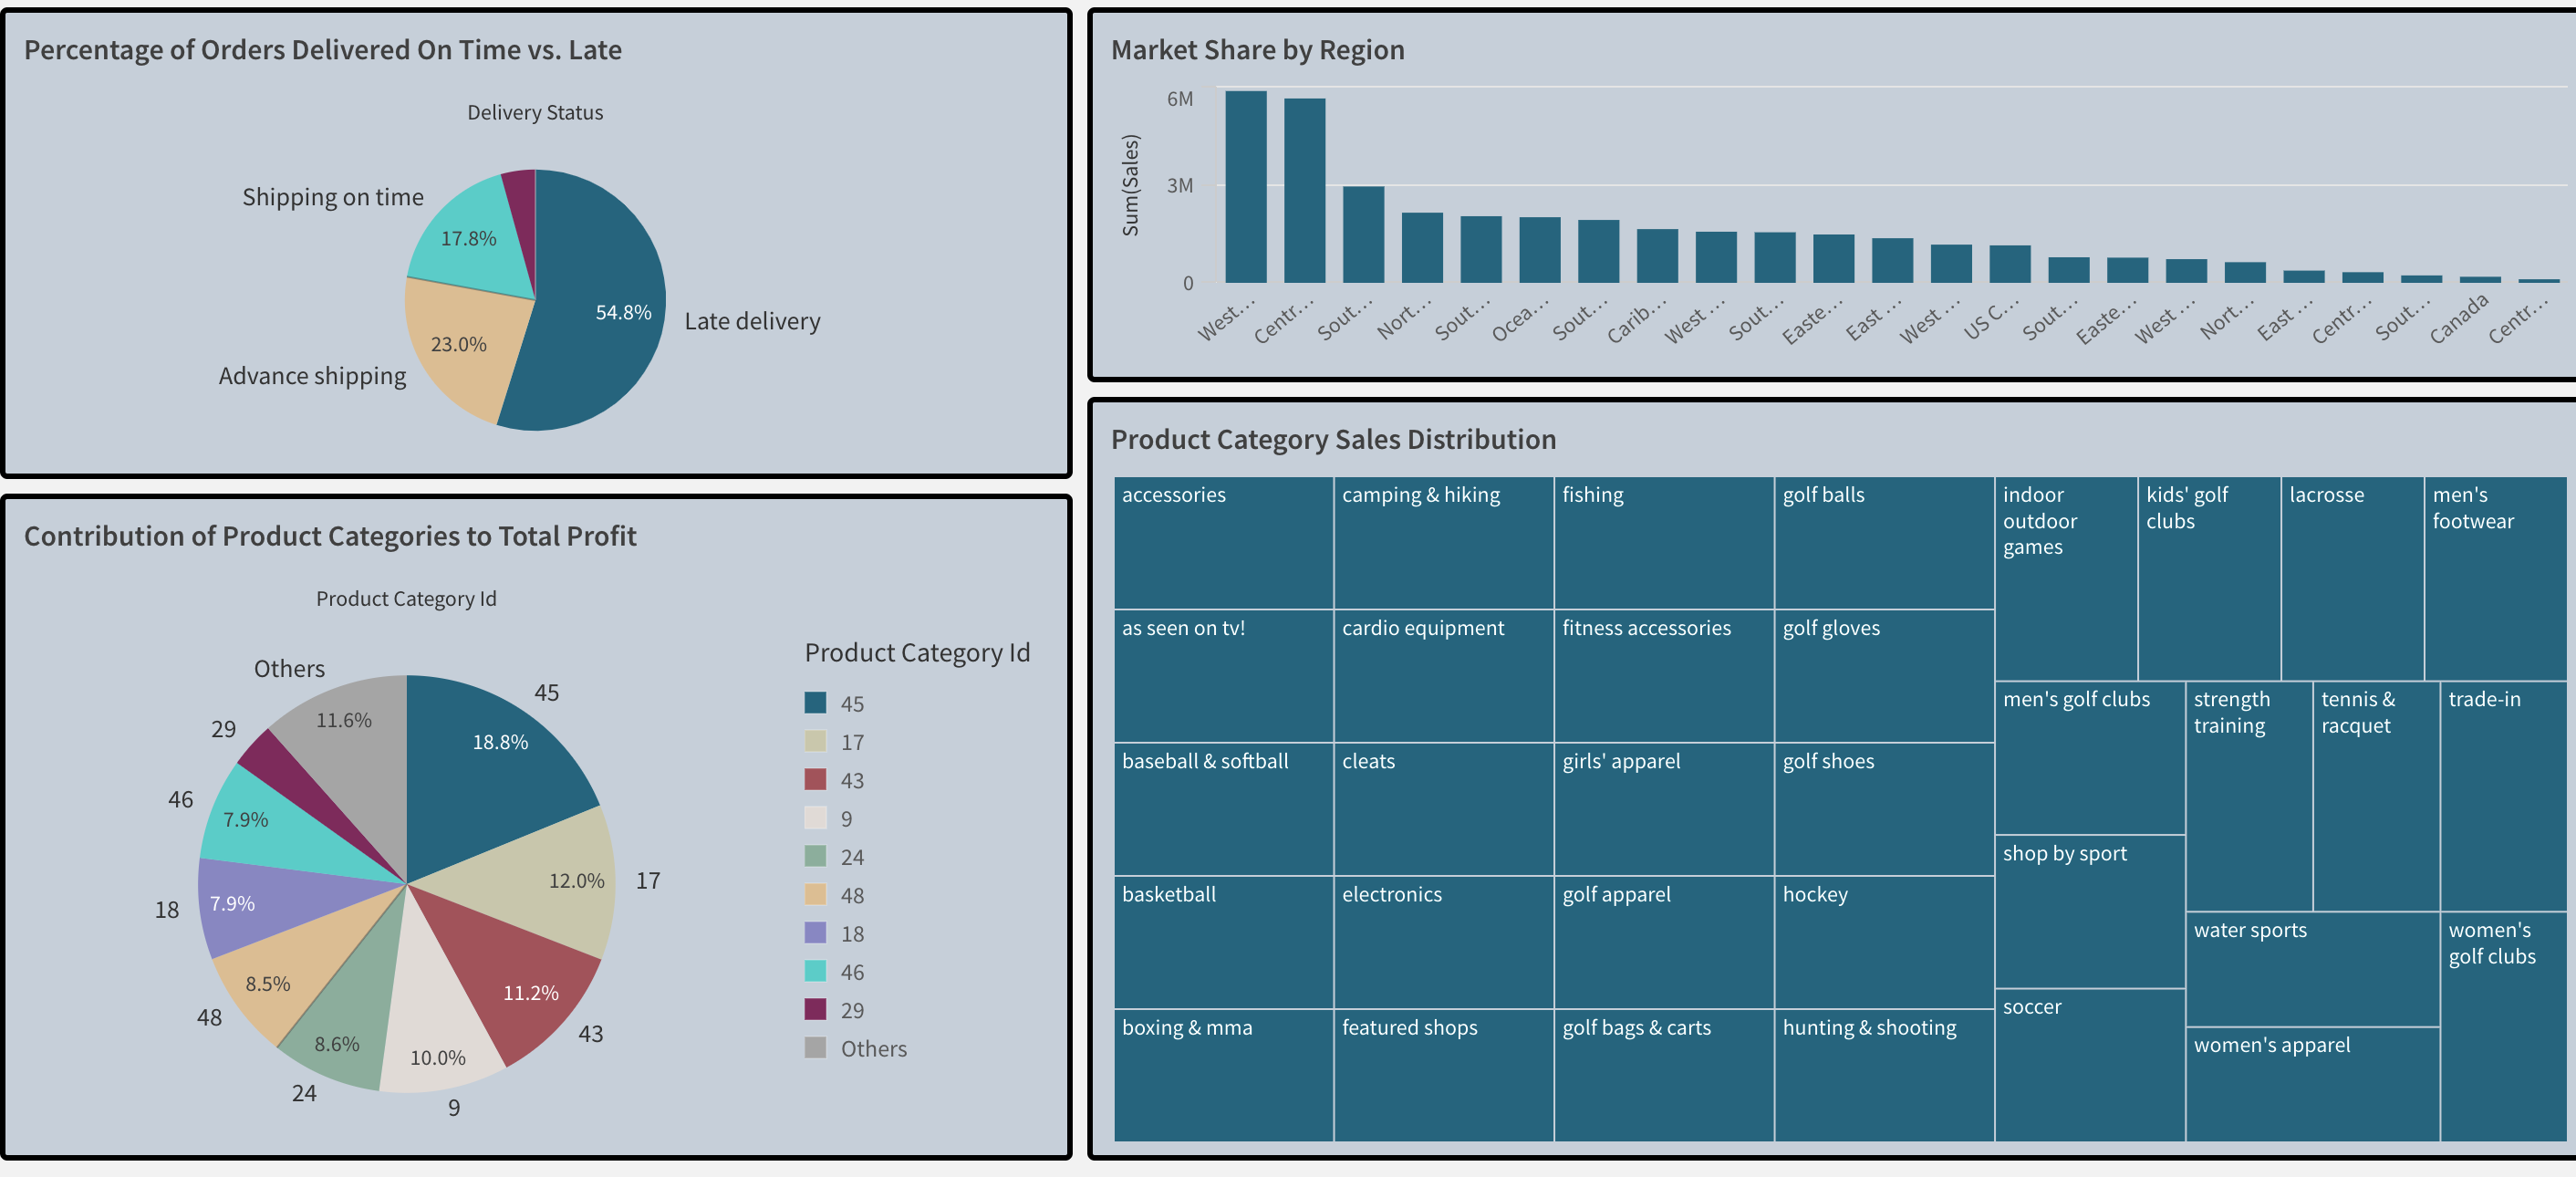 Percentage of Orders Delivered On Time vs. Late
Delivery Status
Shipping on time
17.8%
54.8%
Late delivery
23.0%
Advance shipping
Contribution of Product Categories to Total Profit
Product Category Id
Others
45
11.6%
29
18.8%
46
7.9%
12.0%
17
18
7.9%
8.5%
11.2%
48
8.6%
10.0%
43
24
9
Product Category Id
45
17
43
9
24
48
18
46
29
Others
Market Share by Region
6M
3M
0
Sum(Sales)
West…
Centr…
Sout…
Nort…
Sout…
Ocea…
Sout…
Carib…
West …
Sout…
Easte…
East …
West …
US C…
Sout…
Easte…
West …
Nort…
East …
Centr…
Sout…
Canada
Centr…
Product Category Sales Distribution
accessories
camping & hiking
fishing
golf balls
indoor
outdoor
games
kids' golf
clubs
lacrosse
men's
footwear
as seen on tv!
cardio equipment
fitness accessories
golf gloves
men's golf clubs
strength
training
tennis &
racquet
trade-in
baseball & softball
cleats
girls' apparel
golf shoes
shop by sport
basketball
electronics
golf apparel
hockey
water sports
women's
golf clubs
soccer
boxing & mma
featured shops
golf bags & carts
hunting & shooting
women's apparel